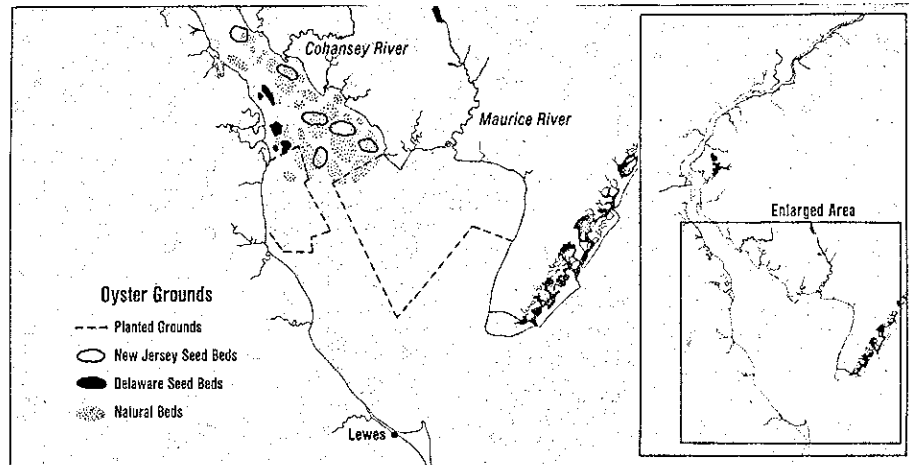 Cohansey River
Maurice River
Enlarged Area
Oyster Grounds
Planted Grounds
New Jersey Seed Beds
Delaware Seed Beds
Natural Beds
Lewes